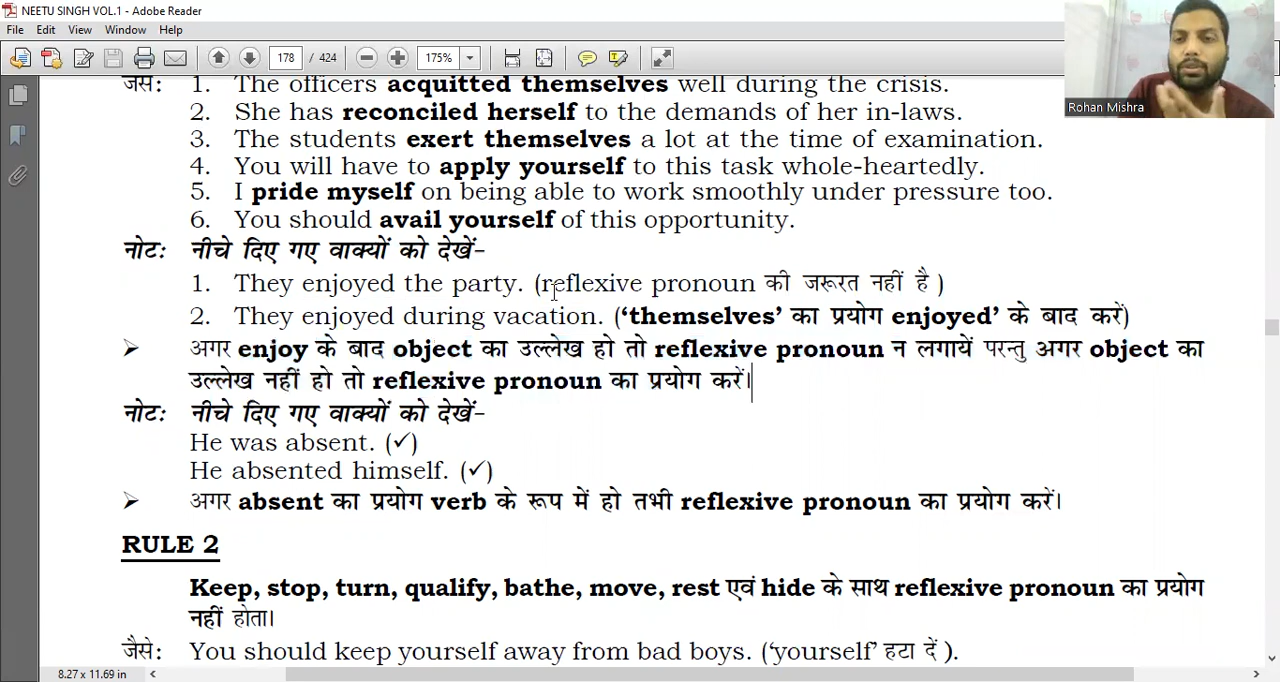 NEETU SINGH VOL.1 - Adobe Reader
File Edit View Window Help
178 / 424 175%
Rohan Mishra
जैसे: 1. The officers acquitted themselves well during the crisis.
2. She has reconciled herself to the demands of her in-laws.
3. The students exert themselves a lot at the time of examination.
4. You will have to apply yourself to this task whole-heartedly.
5. I pride myself on being able to work smoothly under pressure too.
6. You should avail yourself of this opportunity.
नोट: नीचे दिए गए वाक्यों को देखें-
1. They enjoyed the party. (reflexive pronoun की जरूरत नहीं है )
2. They enjoyed during vacation. (‘themselves’ का प्रयोग enjoyed’ के बाद करें)
➢ अगर enjoy के बाद object का उल्लेख हो तो reflexive pronoun न लगायें परन्तु अगर object का
उल्लेख नहीं हो तो reflexive pronoun का प्रयोग करें।
नोट: नीचे दिए गए वाक्यों को देखें-
He was absent. (✓)
He absented himself. (✓)
➢ अगर absent का प्रयोग verb के रूप में हो तभी reflexive pronoun का प्रयोग करें।
RULE 2
Keep, stop, turn, qualify, bathe, move, rest एवं hide के साथ reflexive pronoun का प्रयोग
नहीं होता।
जैसे: You should keep yourself away from bad boys. (‘yourself’ हटा दें ).
8.27 x 11.69 in